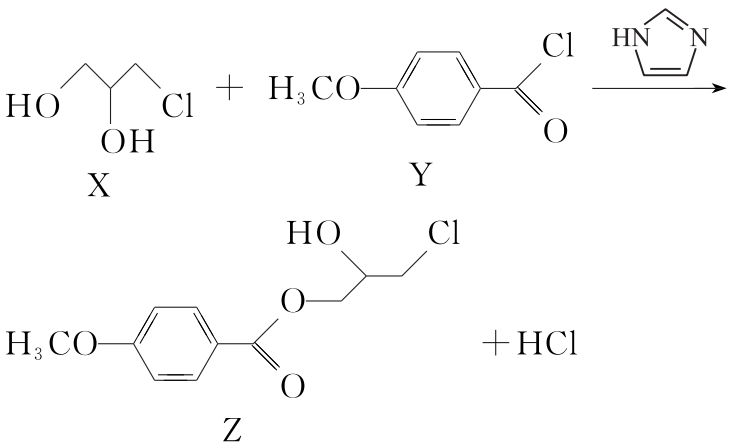 HO OH Cl + H₃CO Cl O HN N
X Y
H₃CO O O HO Cl + HCl
Z